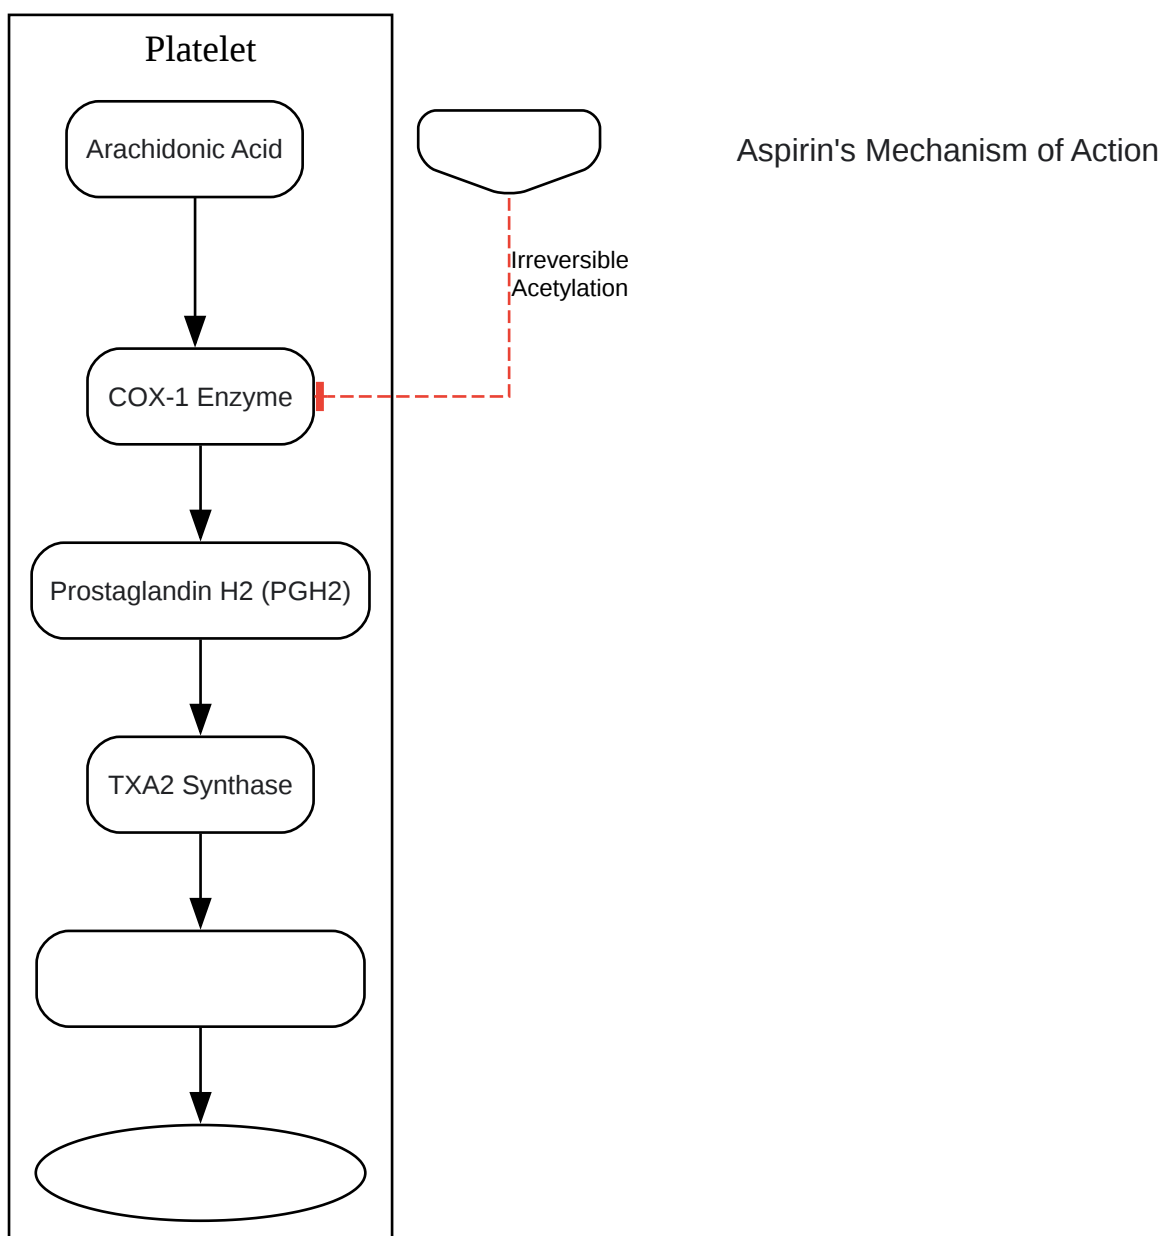 Platelet
Arachidonic Acid
Aspirin's Mechanism of Action
Irreversible
Acetylation
COX-1 Enzyme
Prostaglandin H2 (PGH2)
TXA2 Synthase